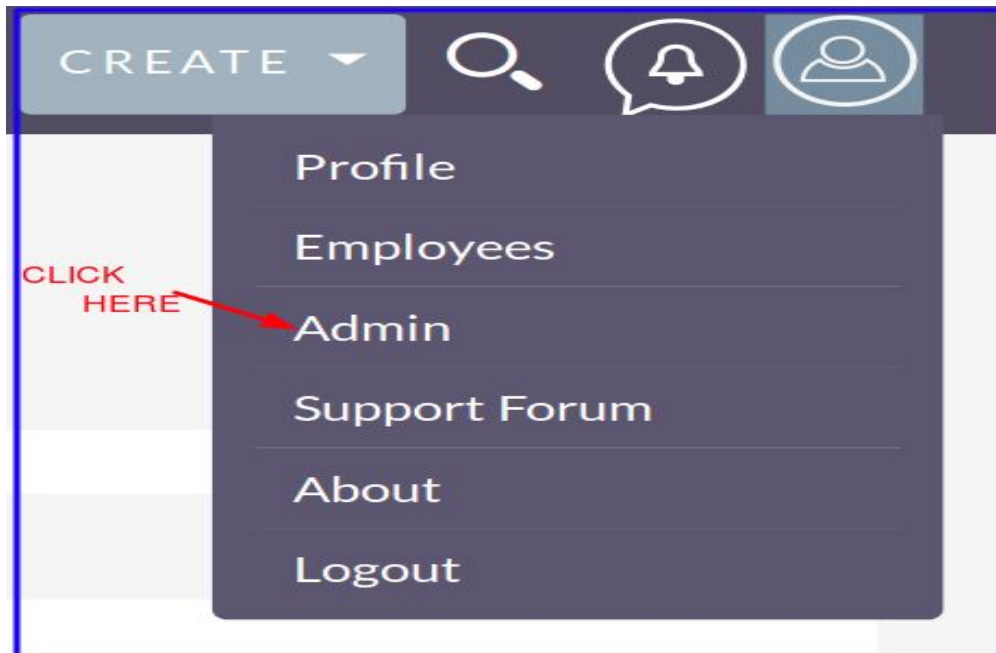 CREATE
Profile
Employees
CLICK
HERE
Admin
Support Forum
About
Logout